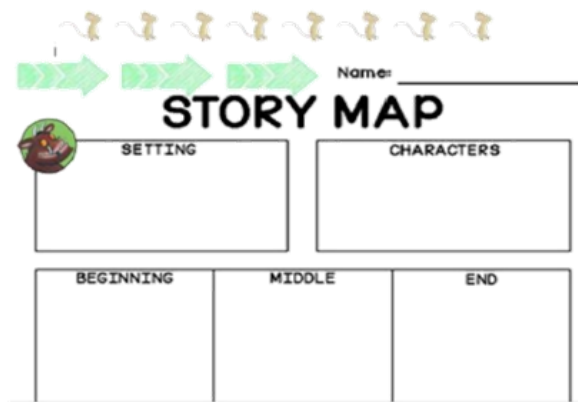 Name:
STORY MAP
SETTING CHARACTERS
BEGINNING MIDDLE END